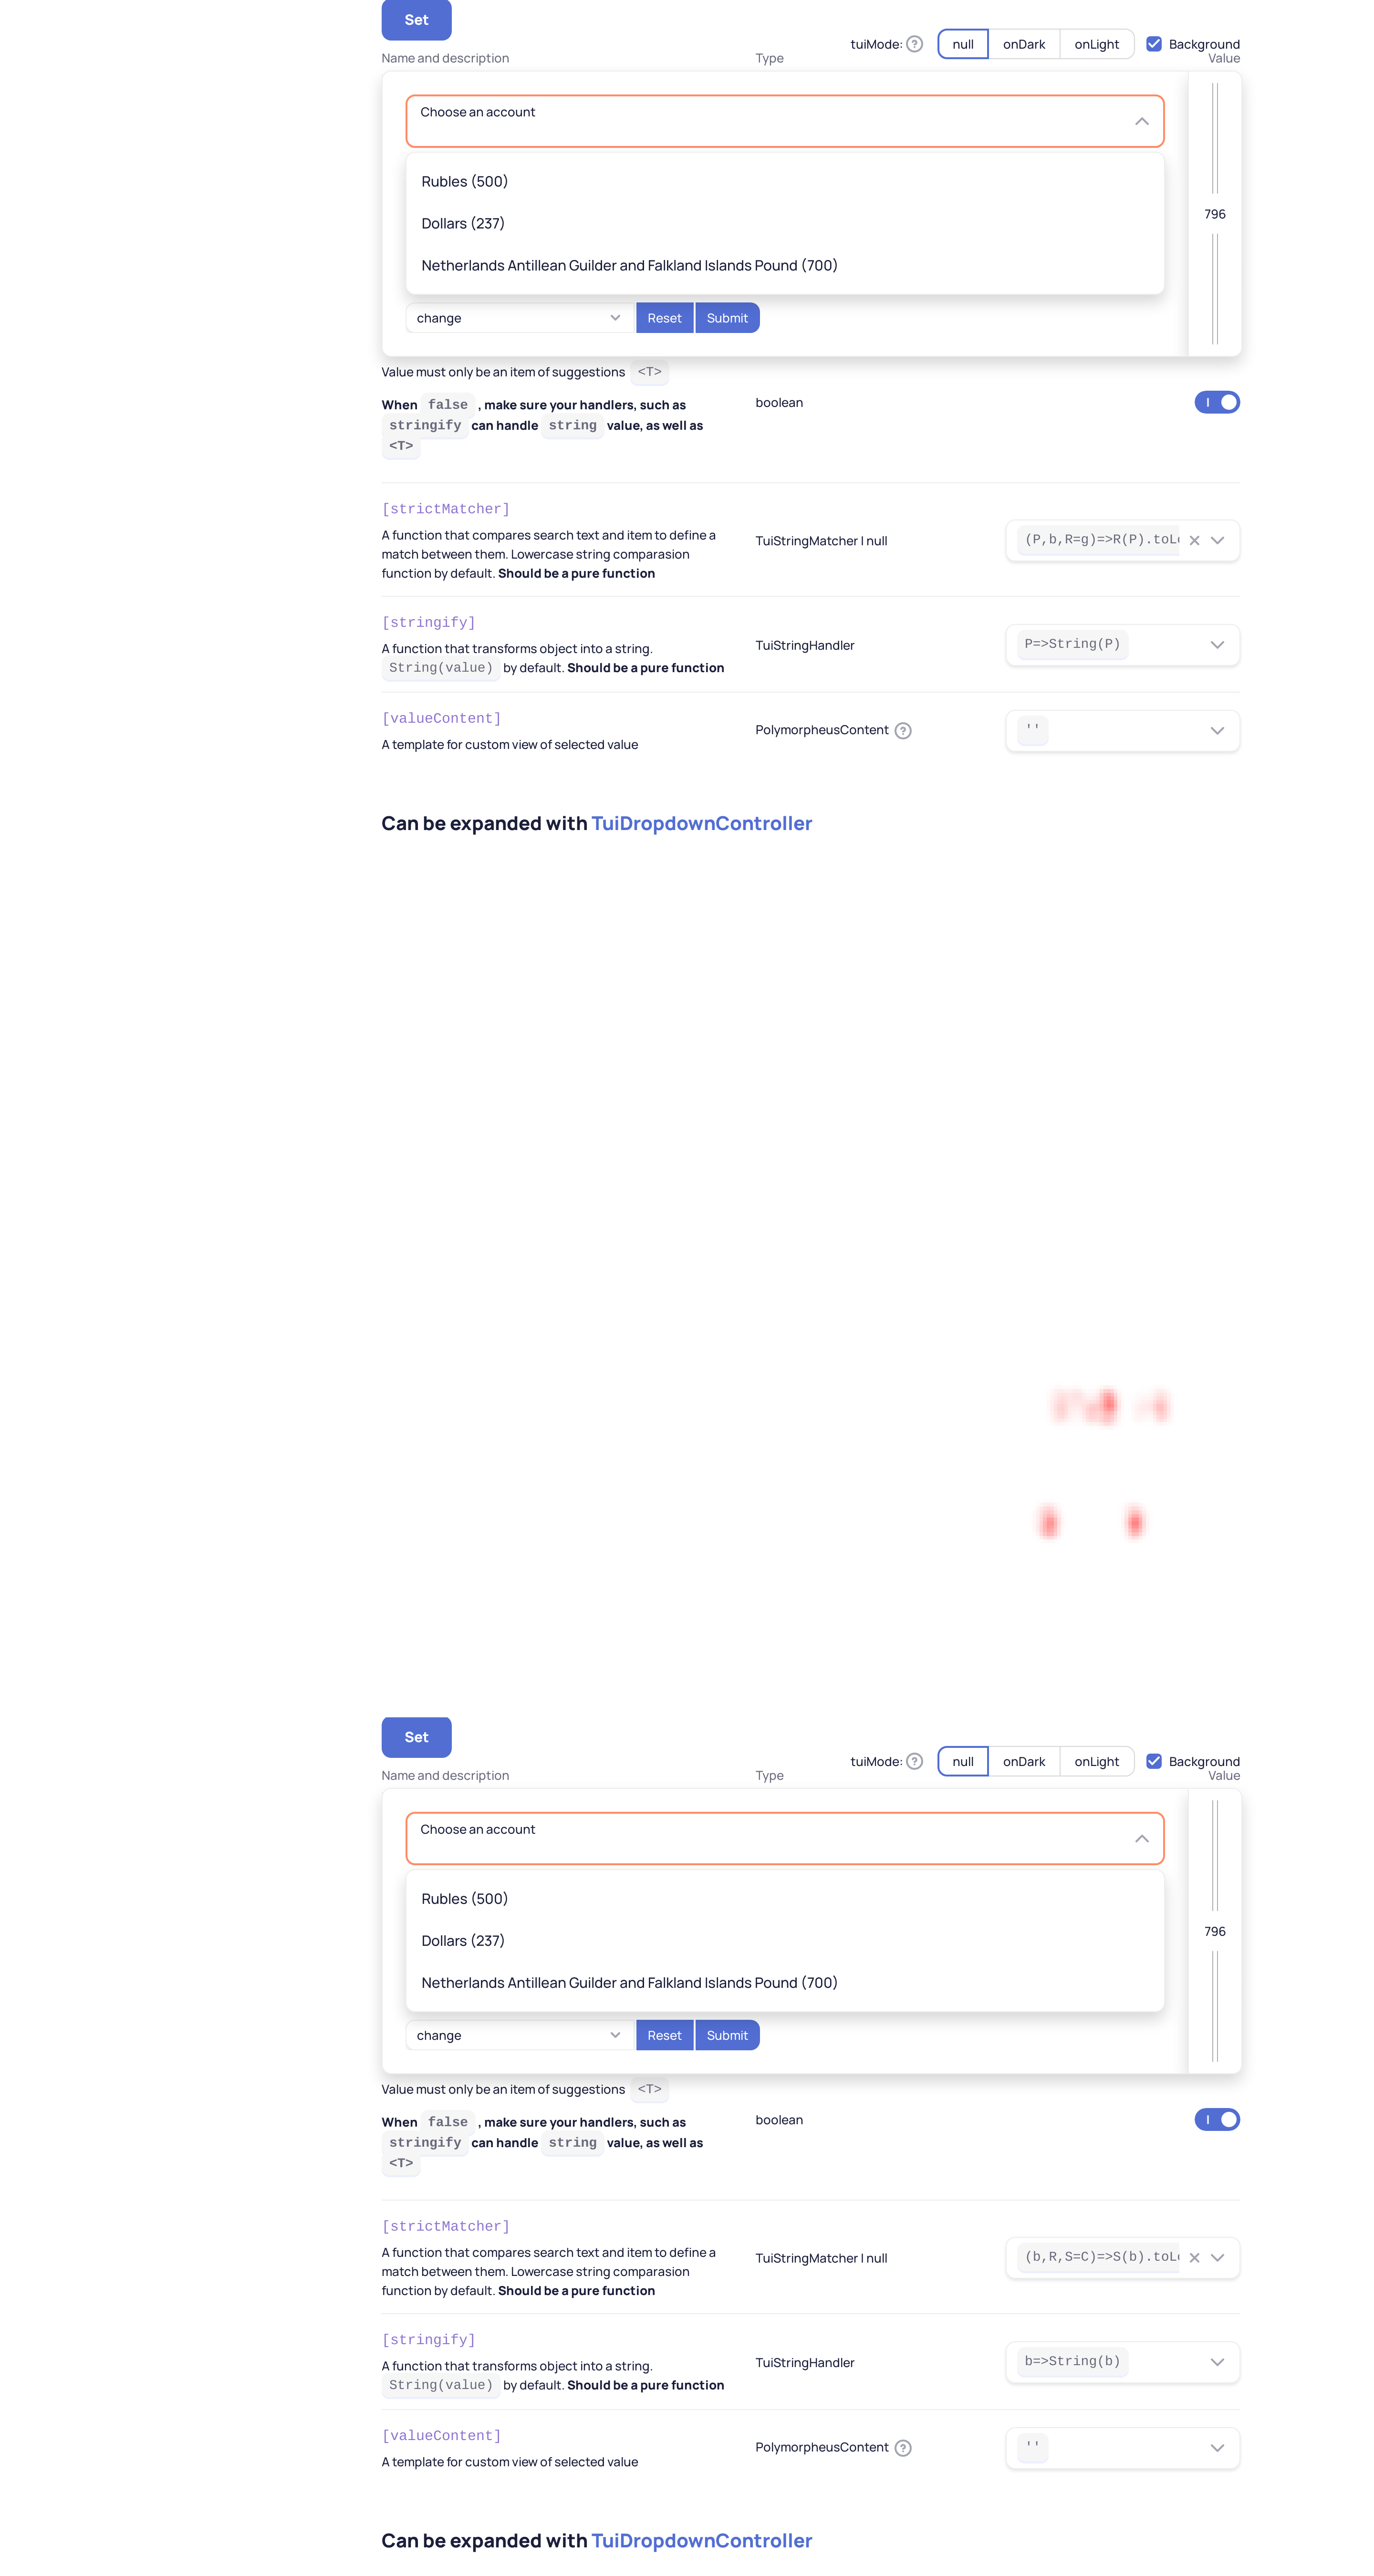 Set
tuiMode: ? null onDark onLight Background
Name and description Type Value
Choose an account
Rubles (500)
796
Dollars (237)
Netherlands Antillean Guilder and Falkland Islands Pound (700)
change Reset Submit
Value must only be an item of suggestions <T>
When false , make sure your handlers, such as boolean
stringify can handle string value, as well as
<T>
[strictMatcher]
A function that compares search text and item to define a
match between them. Lowercase string comparasion TuiStringMatcher | null (P,b,R=g)=>R(P).toLo
function by default. Should be a pure function
[stringify]
A function that transforms object into a string. TuiStringHandler P=>String(P)
String(value) by default. Should be a pure function
[valueContent]
A template for custom view of selected value PolymorpheusContent ? ''
Can be expanded with TuiDropdownController
Set
tuiMode: ? null onDark onLight Background
Name and description Type Value
Choose an account
Rubles (500)
796
Dollars (237)
Netherlands Antillean Guilder and Falkland Islands Pound (700)
change Reset Submit
Value must only be an item of suggestions <T>
When false , make sure your handlers, such as boolean
stringify can handle string value, as well as
<T>
[strictMatcher]
A function that compares search text and item to define a
match between them. Lowercase string comparasion TuiStringMatcher | null (b,R,S=C)=>S(b).toLo
function by default. Should be a pure function
[stringify]
A function that transforms object into a string. TuiStringHandler b=>String(b)
String(value) by default. Should be a pure function
[valueContent]
A template for custom view of selected value PolymorpheusContent ? ''
Can be expanded with TuiDropdownController